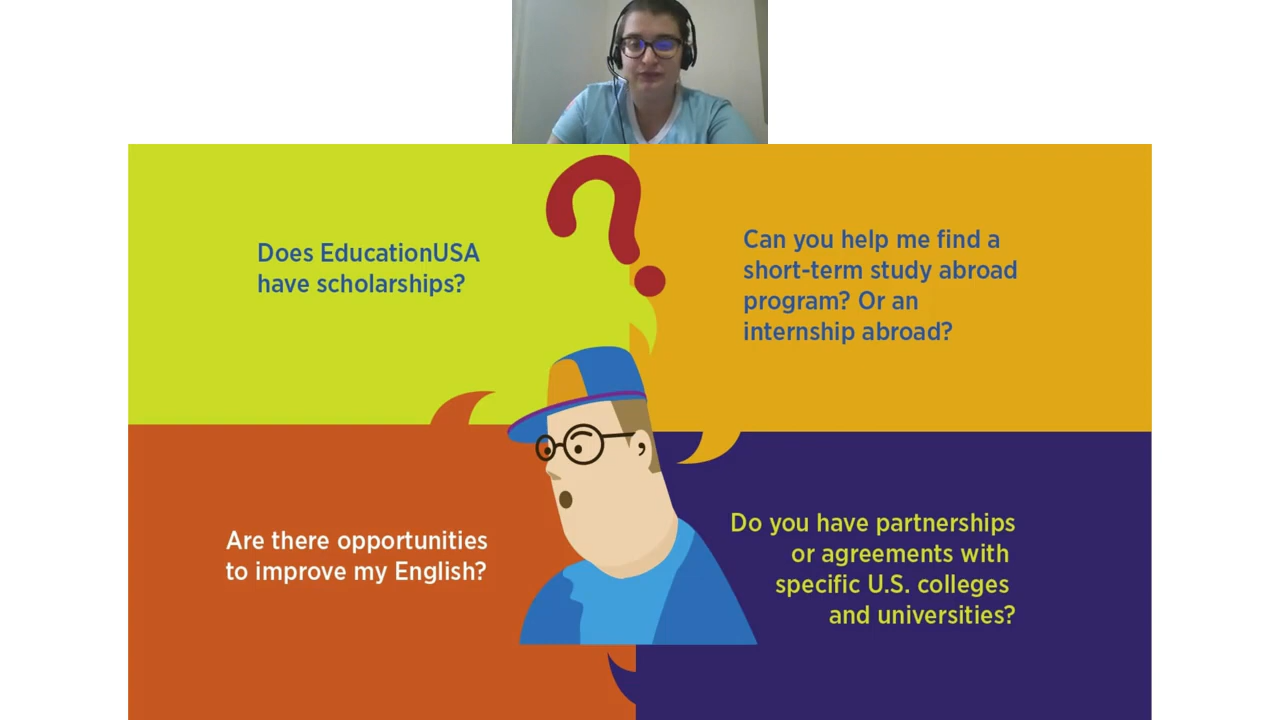 Does EducationUSA
have scholarships?
Can you help me find a
short-term study abroad
program? Or an
internship abroad?
Are there opportunities
to improve my English?
Do you have partnerships
or agreements with
specific U.S. colleges
and universities?